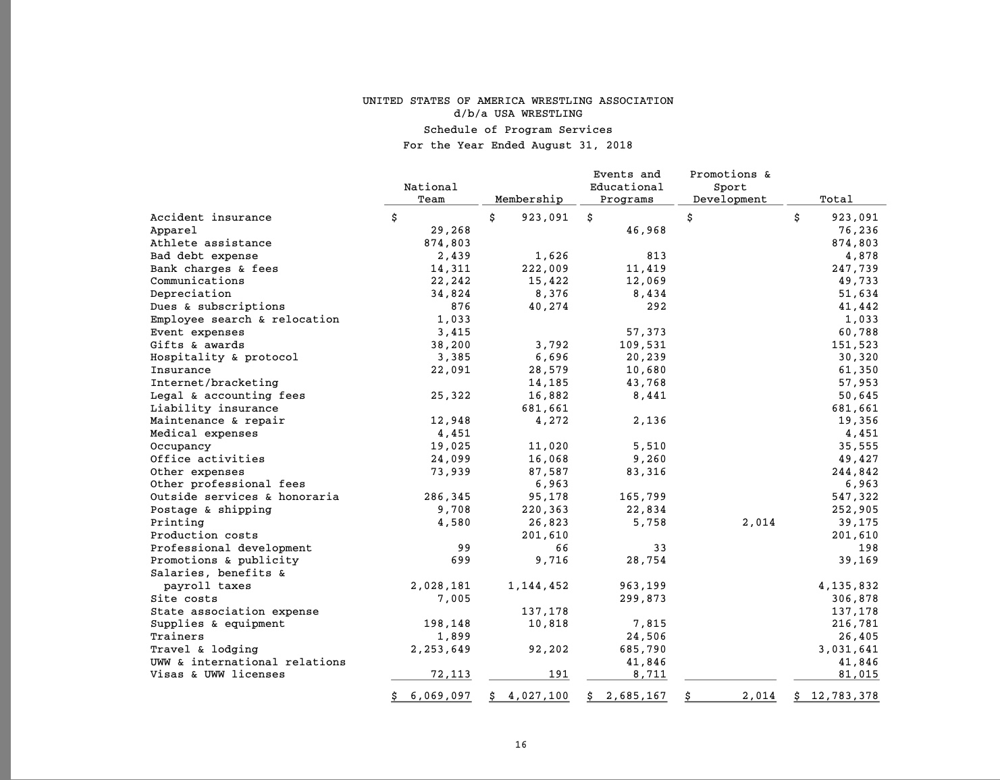 UNITED STATES OF AMERICA WRESTLING ASSOCIATION
d/b/a USA WRESTLING
Schedule of Program Services
For the Year Ended August 31, 2018
Events and Promotions &
National Educational Sport
Team Membership Programs Development Total
Accident insurance $ $ 923,091 $ $ $ 923,091
Apparel 29,268 46,968 76,236
Athlete assistance 874,803 874,803
Bad debt expense 2,439 1,626 813 4,878
Bank charges & fees 14,311 222,009 11,419 247,739
Communications 22,242 15,422 12,069 49,733
Depreciation 34,824 8,376 8,434 51,634
Dues & subscriptions 876 40,274 292 41,442
Employee search & relocation 1,033 1,033
Event expenses 3,415 57,373 60,788
Gifts & awards 38,200 3,792 109,531 151,523
Hospitality & protocol 3,385 6,696 20,239 30,320
Insurance 22,091 28,579 10,680 61,350
Internet/bracketing 14,185 43,768 57,953
Legal & accounting fees 25,322 16,882 8,441 50,645
Liability insurance 681,661 681,661
Maintenance & repair 12,948 4,272 2,136 19,356
Medical expenses 4,451 4,451
Occupancy 19,025 11,020 5,510 35,555
Office activities 24,099 16,068 9,260 49,427
Other expenses 73,939 87,587 83,316 244,842
Other professional fees 6,963 6,963
Outside services & honoraria 286,345 95,178 165,799 547,322
Postage & shipping 9,708 220,363 22,834 252,905
Printing 4,580 26,823 5,758 2,014 39,175
Production costs 201,610 201,610
Professional development 99 66 33 198
Promotions & publicity 699 9,716 28,754 39,169
Salaries, benefits &
payroll taxes 2,028,181 1,144,452 963,199 4,135,832
Site costs 7,005 299,873 306,878
State association expense 137,178 137,178
Supplies & equipment 198,148 10,818 7,815 216,781
Trainers 1,899 24,506 26,405
Travel & lodging 2,253,649 92,202 685,790 3,031,641
UWW & international relations 41,846 41,846
Visas & UWW licenses 72,113 191 8,711 81,015
$ 6,069,097 $ 4,027,100 $ 2,685,167 $ 2,014 $ 12,783,378
16